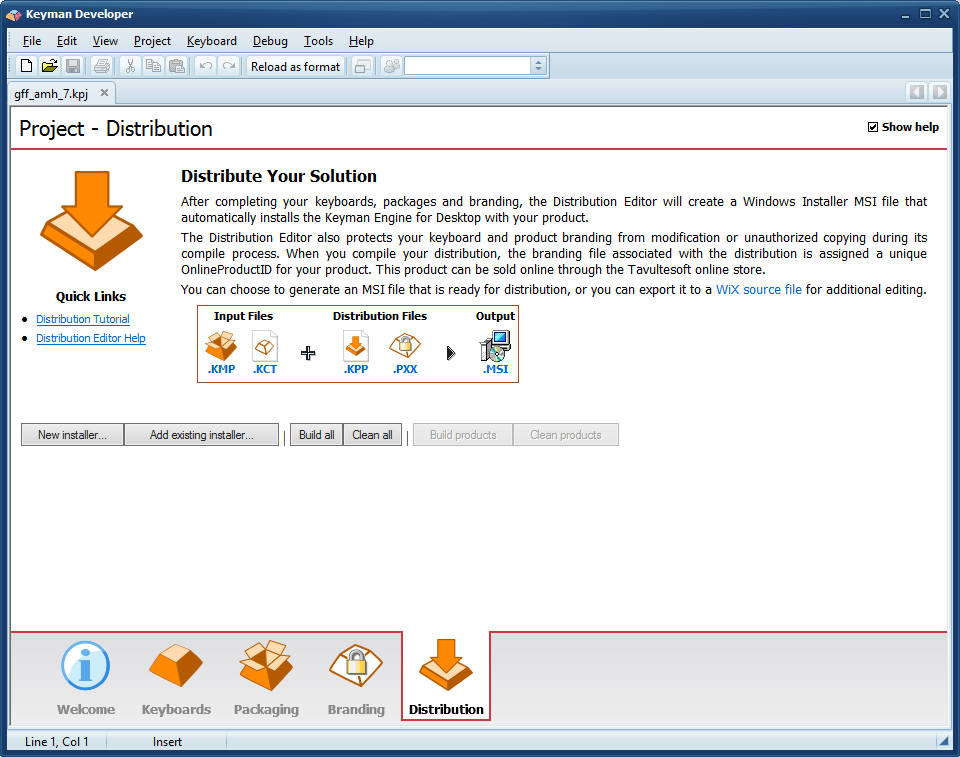 Keyman Developer
File Edit View Project Keyboard Debug Tools Help
Reload as format
gff_amh_7.kpj
Project - Distribution
Show help
Distribute Your Solution
After completing your keyboards, packages and branding, the Distribution Editor will create a Windows Installer MSI file that
automatically installs the Keyman Engine for Desktop with your product.
The Distribution Editor also protects your keyboard and product branding from modification or unauthorized copying during its
compile process. When you compile your distribution, the branding file associated with the distribution is assigned a unique
OnlineProductID for your product. This product can be sold online through the Tavultesoft online store.
You can choose to generate an MSI file that is ready for distribution, or you can export it to a WiX source file for additional editing.
Quick Links
Distribution Tutorial
Distribution Editor Help
Input Files Distribution Files Output
.KMP .KCT .KPP .PXX .MSI
New installer... Add existing installer... Build all Clean all Build products Clean products
Welcome Keyboards Packaging Branding Distribution
Line 1, Col 1 Insert